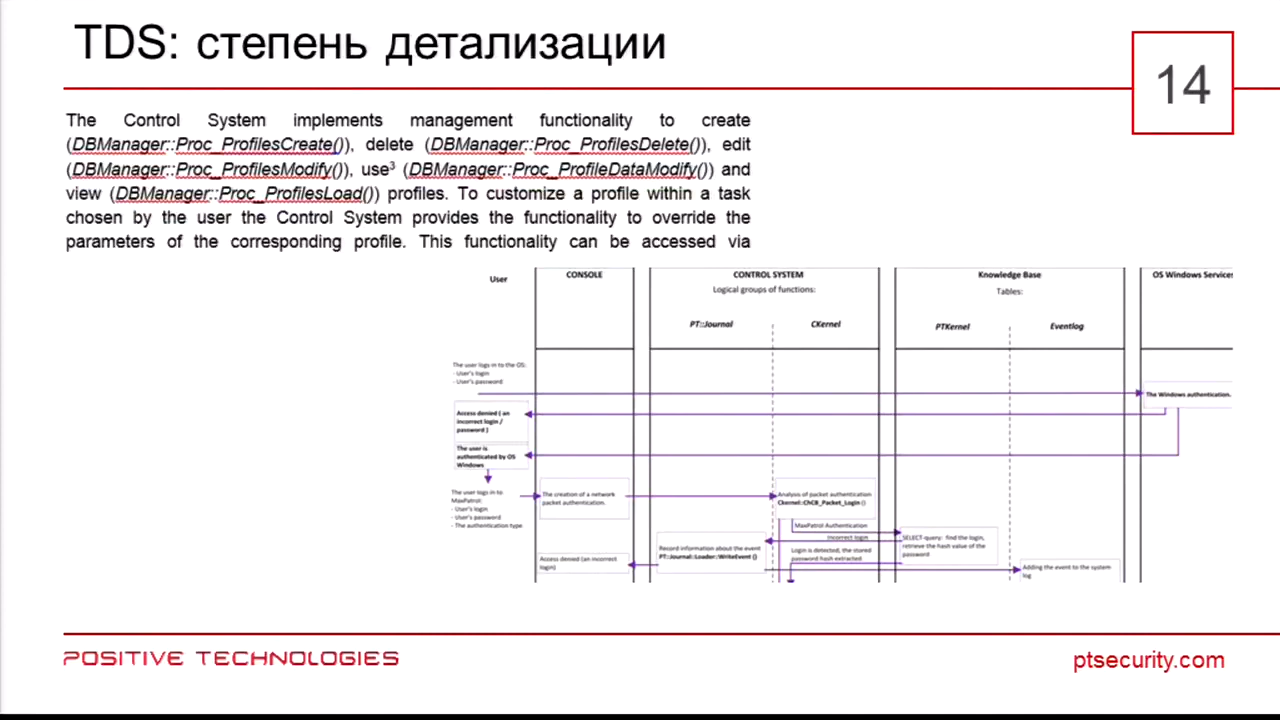 TDS: степень детализации
14
The Control System implements management functionality to create
(DBManager::Proc_ProfilesCreate()), delete (DBManager::Proc_ProfilesDelete()), edit
(DBManager::Proc_ProfilesModify()), use³ (DBManager::Proc_ProfileDataModify()) and
view (DBManager::Proc_ProfilesLoad()) profiles. To customize a profile within a task
chosen by the user the Control System provides the functionality to override the
parameters of the corresponding profile. This functionality can be accessed via
User
CONSOLE
CONTROL SYSTEM
Logical groups of functions:
PT::Journal
CKernel
Knowledge Base
Tables:
PTKernel
Eventlog
OS Windows Services
The user logs in to the OS:
- User's login
- User's password
The Windows authentication.
Access denied ( an
incorrect login /
password )
The user is
authenticated by OS
Windows
The user logs in to
MaxPatrol:
- User's login
- User's password
- The authentication type
The creation of a network
packet authentication.
Analysis of packet authentication
Ckernel::ChCB_Packet_Login ()
MaxPatrol Authentication
Incorrect login
SELECT-query: find the login,
retrieve the hash value of the
password
Record information about the event
PT::Journal::Loader::WriteEvent ()
Login is detected, the stored
password hash extracted
Access denied (an incorrect
login)
Adding the event to the system
log
POSITIVE TECHNOLOGIES
ptsecurity.com